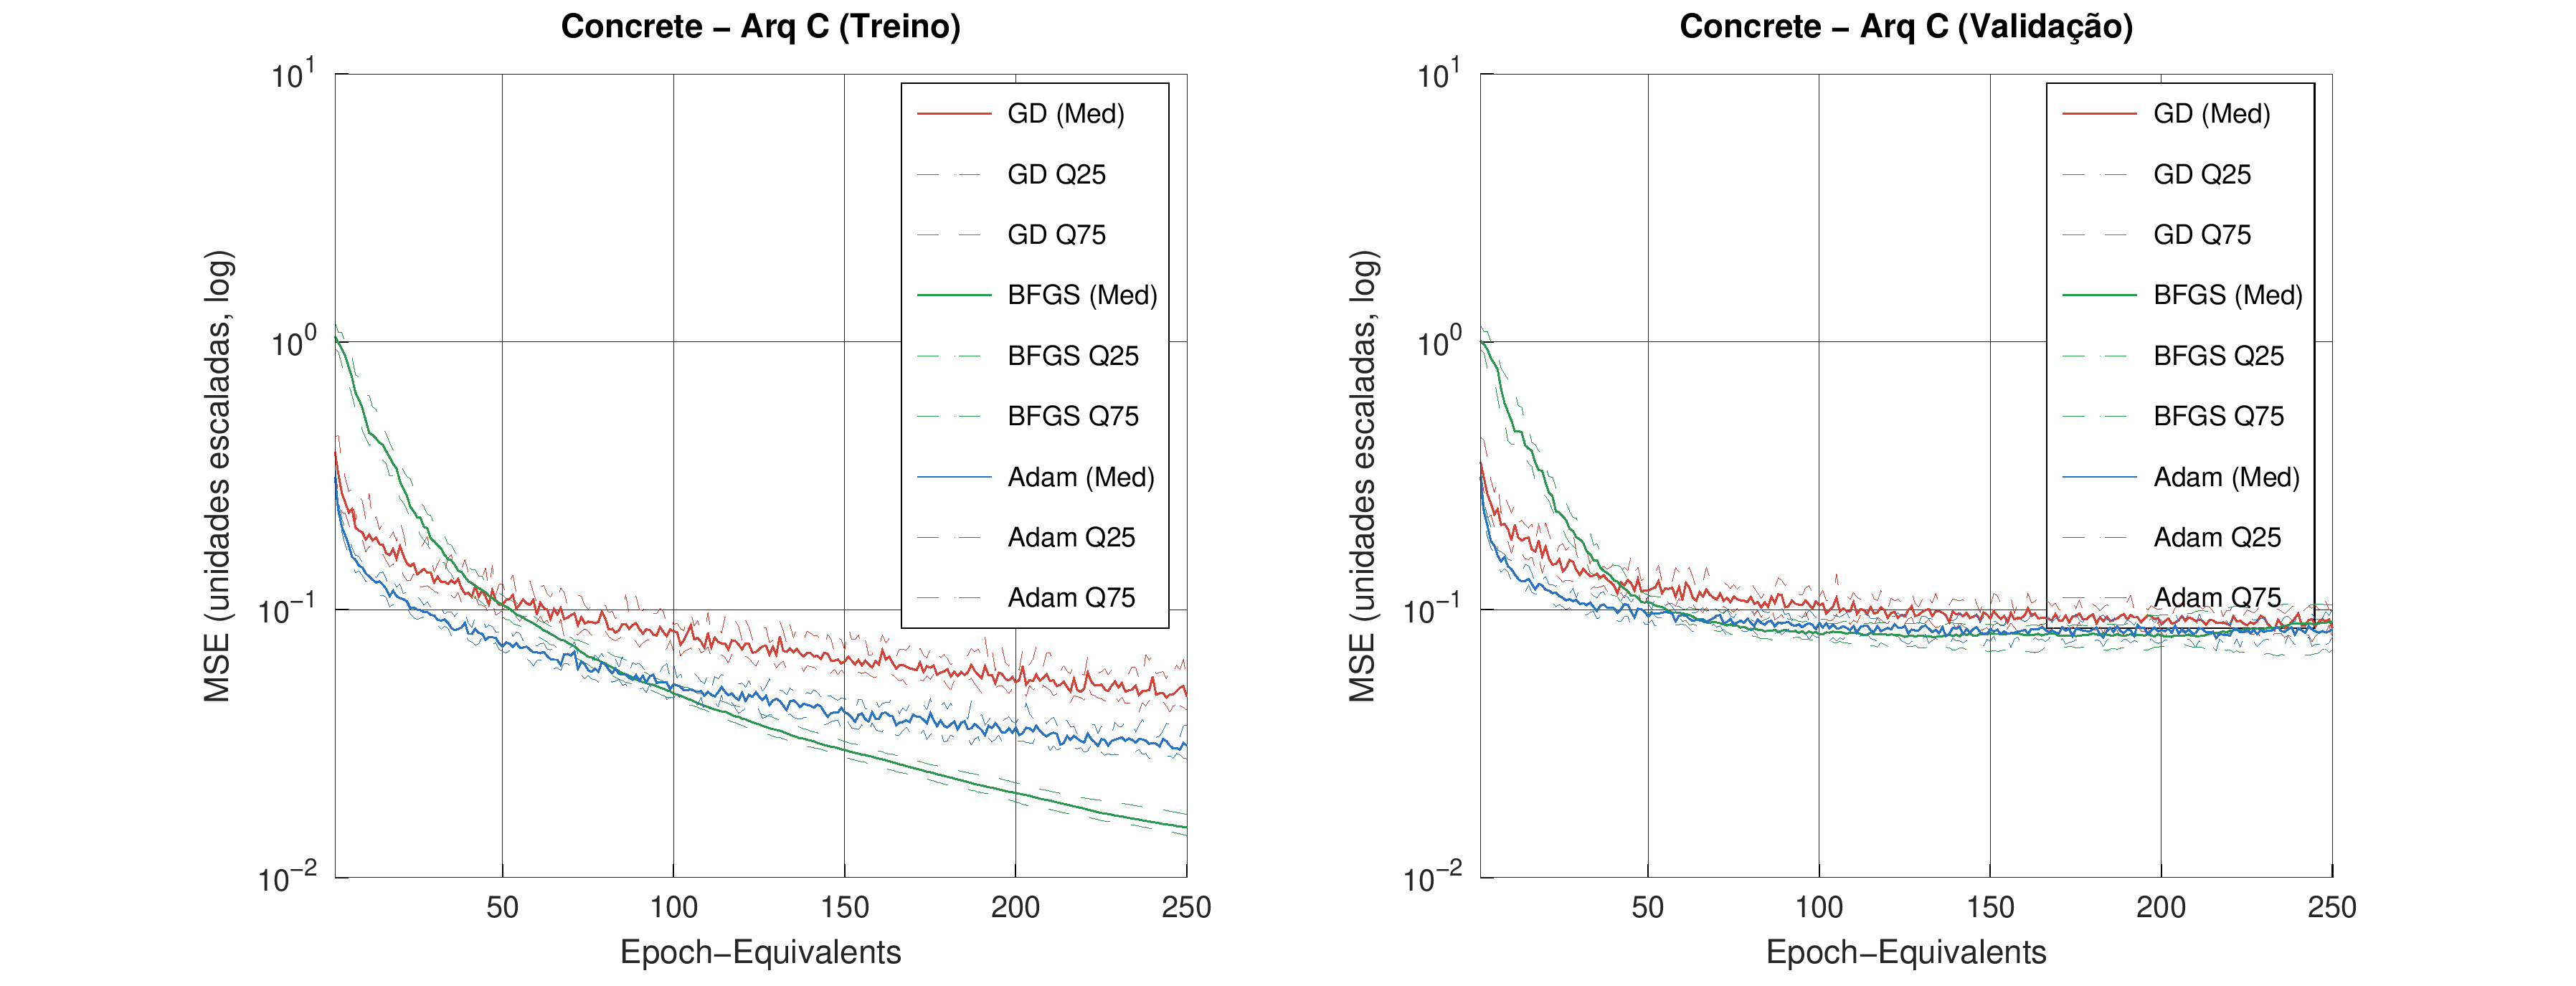 Concrete – Arq C (Treino)
10^1
10^0
10^−1
10^−2
MSE (unidades escaladas, log)
GD (Med)
GD Q25
GD Q75
BFGS (Med)
BFGS Q25
BFGS Q75
Adam (Med)
Adam Q25
Adam Q75
50 100 150 200 250
Epoch−Equivalents
Concrete – Arq C (Validação)
10^1
10^0
10^−1
10^−2
MSE (unidades escaladas, log)
GD (Med)
GD Q25
GD Q75
BFGS (Med)
BFGS Q25
BFGS Q75
Adam (Med)
Adam Q25
Adam Q75
50 100 150 200 250
Epoch−Equivalents